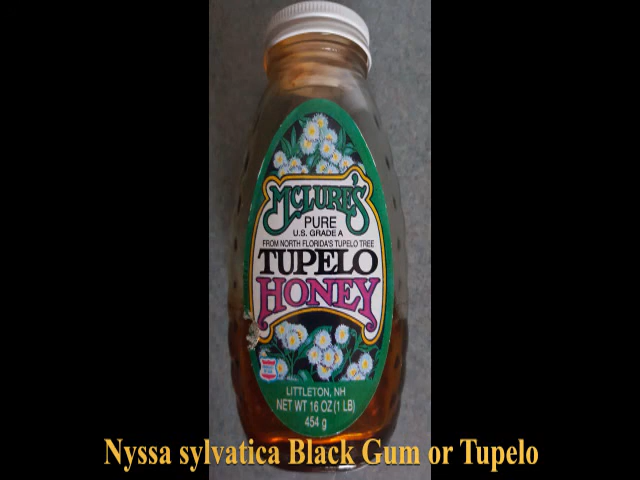 McLURE'S
PURE
U.S. GRADE A
FROM NORTH FLORIDA'S TUPELO TREE
TUPELO
HONEY
LITTLETON, NH
NET WT 16 OZ (1 LB)
454 g
Nyssa sylvatica Black Gum or Tupelo